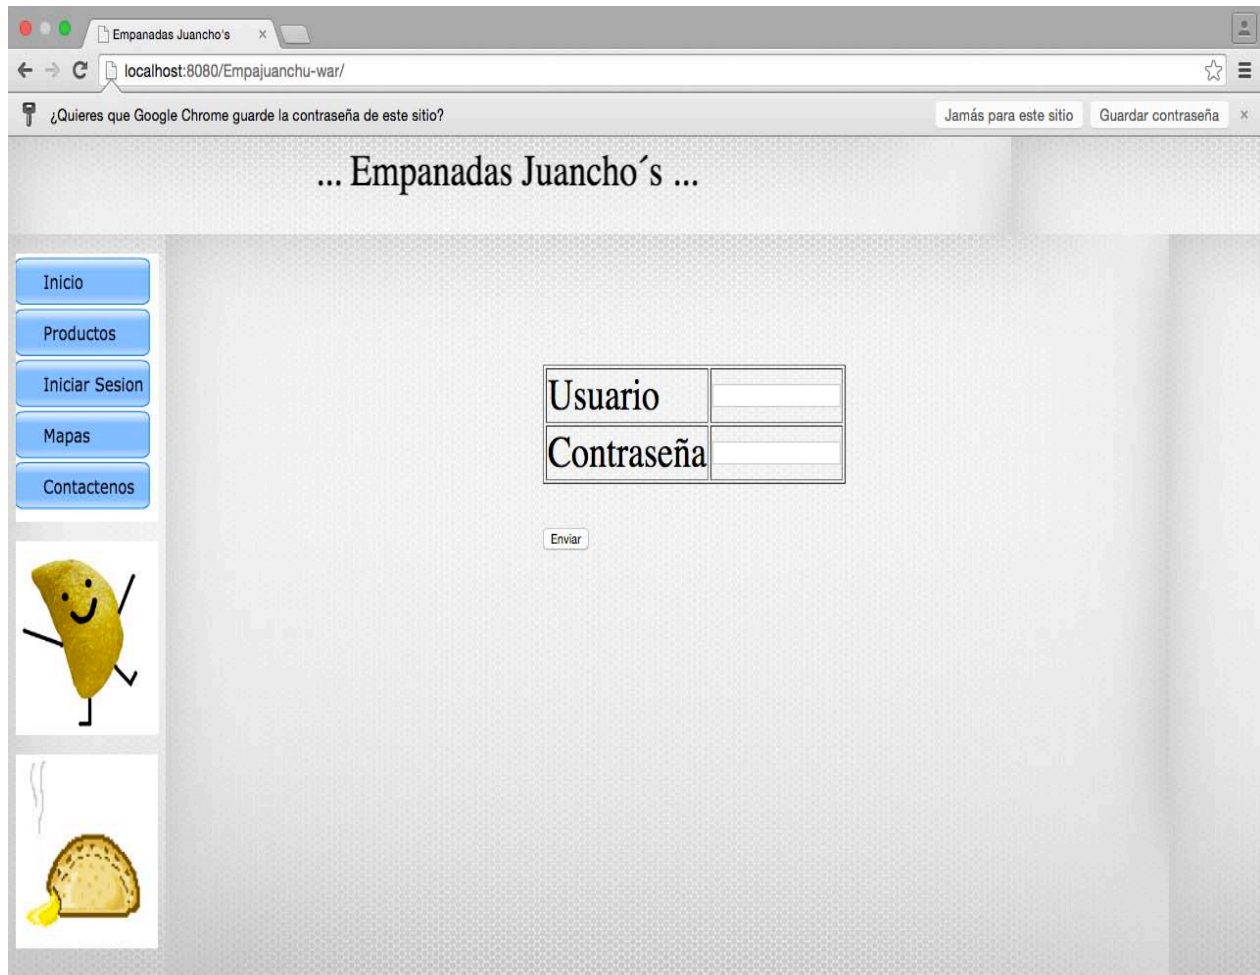 Empanadas Juancho's
localhost:8080/Empajuanchu-war/
¿Quieres que Google Chrome guarde la contraseña de este sitio? Jamás para este sitio Guardar contraseña
... Empanadas Juancho´s ...
Inicio
Productos
Iniciar Sesion
Mapas
Contactenos
Usuario
Contraseña
Enviar